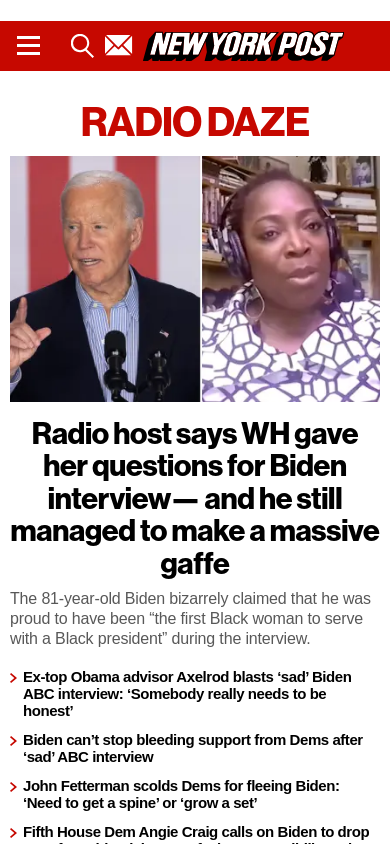 NEW YORK POST
RADIO DAZE
Radio host says WH gave
her questions for Biden
interview— and he still
managed to make a massive
gaffe
The 81-year-old Biden bizarrely claimed that he was
proud to have been “the first Black woman to serve
with a Black president” during the interview.
Ex-top Obama advisor Axelrod blasts ‘sad’ Biden
ABC interview: ‘Somebody really needs to be
honest’
Biden can’t stop bleeding support from Dems after
‘sad’ ABC interview
John Fetterman scolds Dems for fleeing Biden:
‘Need to get a spine’ or ‘grow a set’
Fifth House Dem Angie Craig calls on Biden to drop